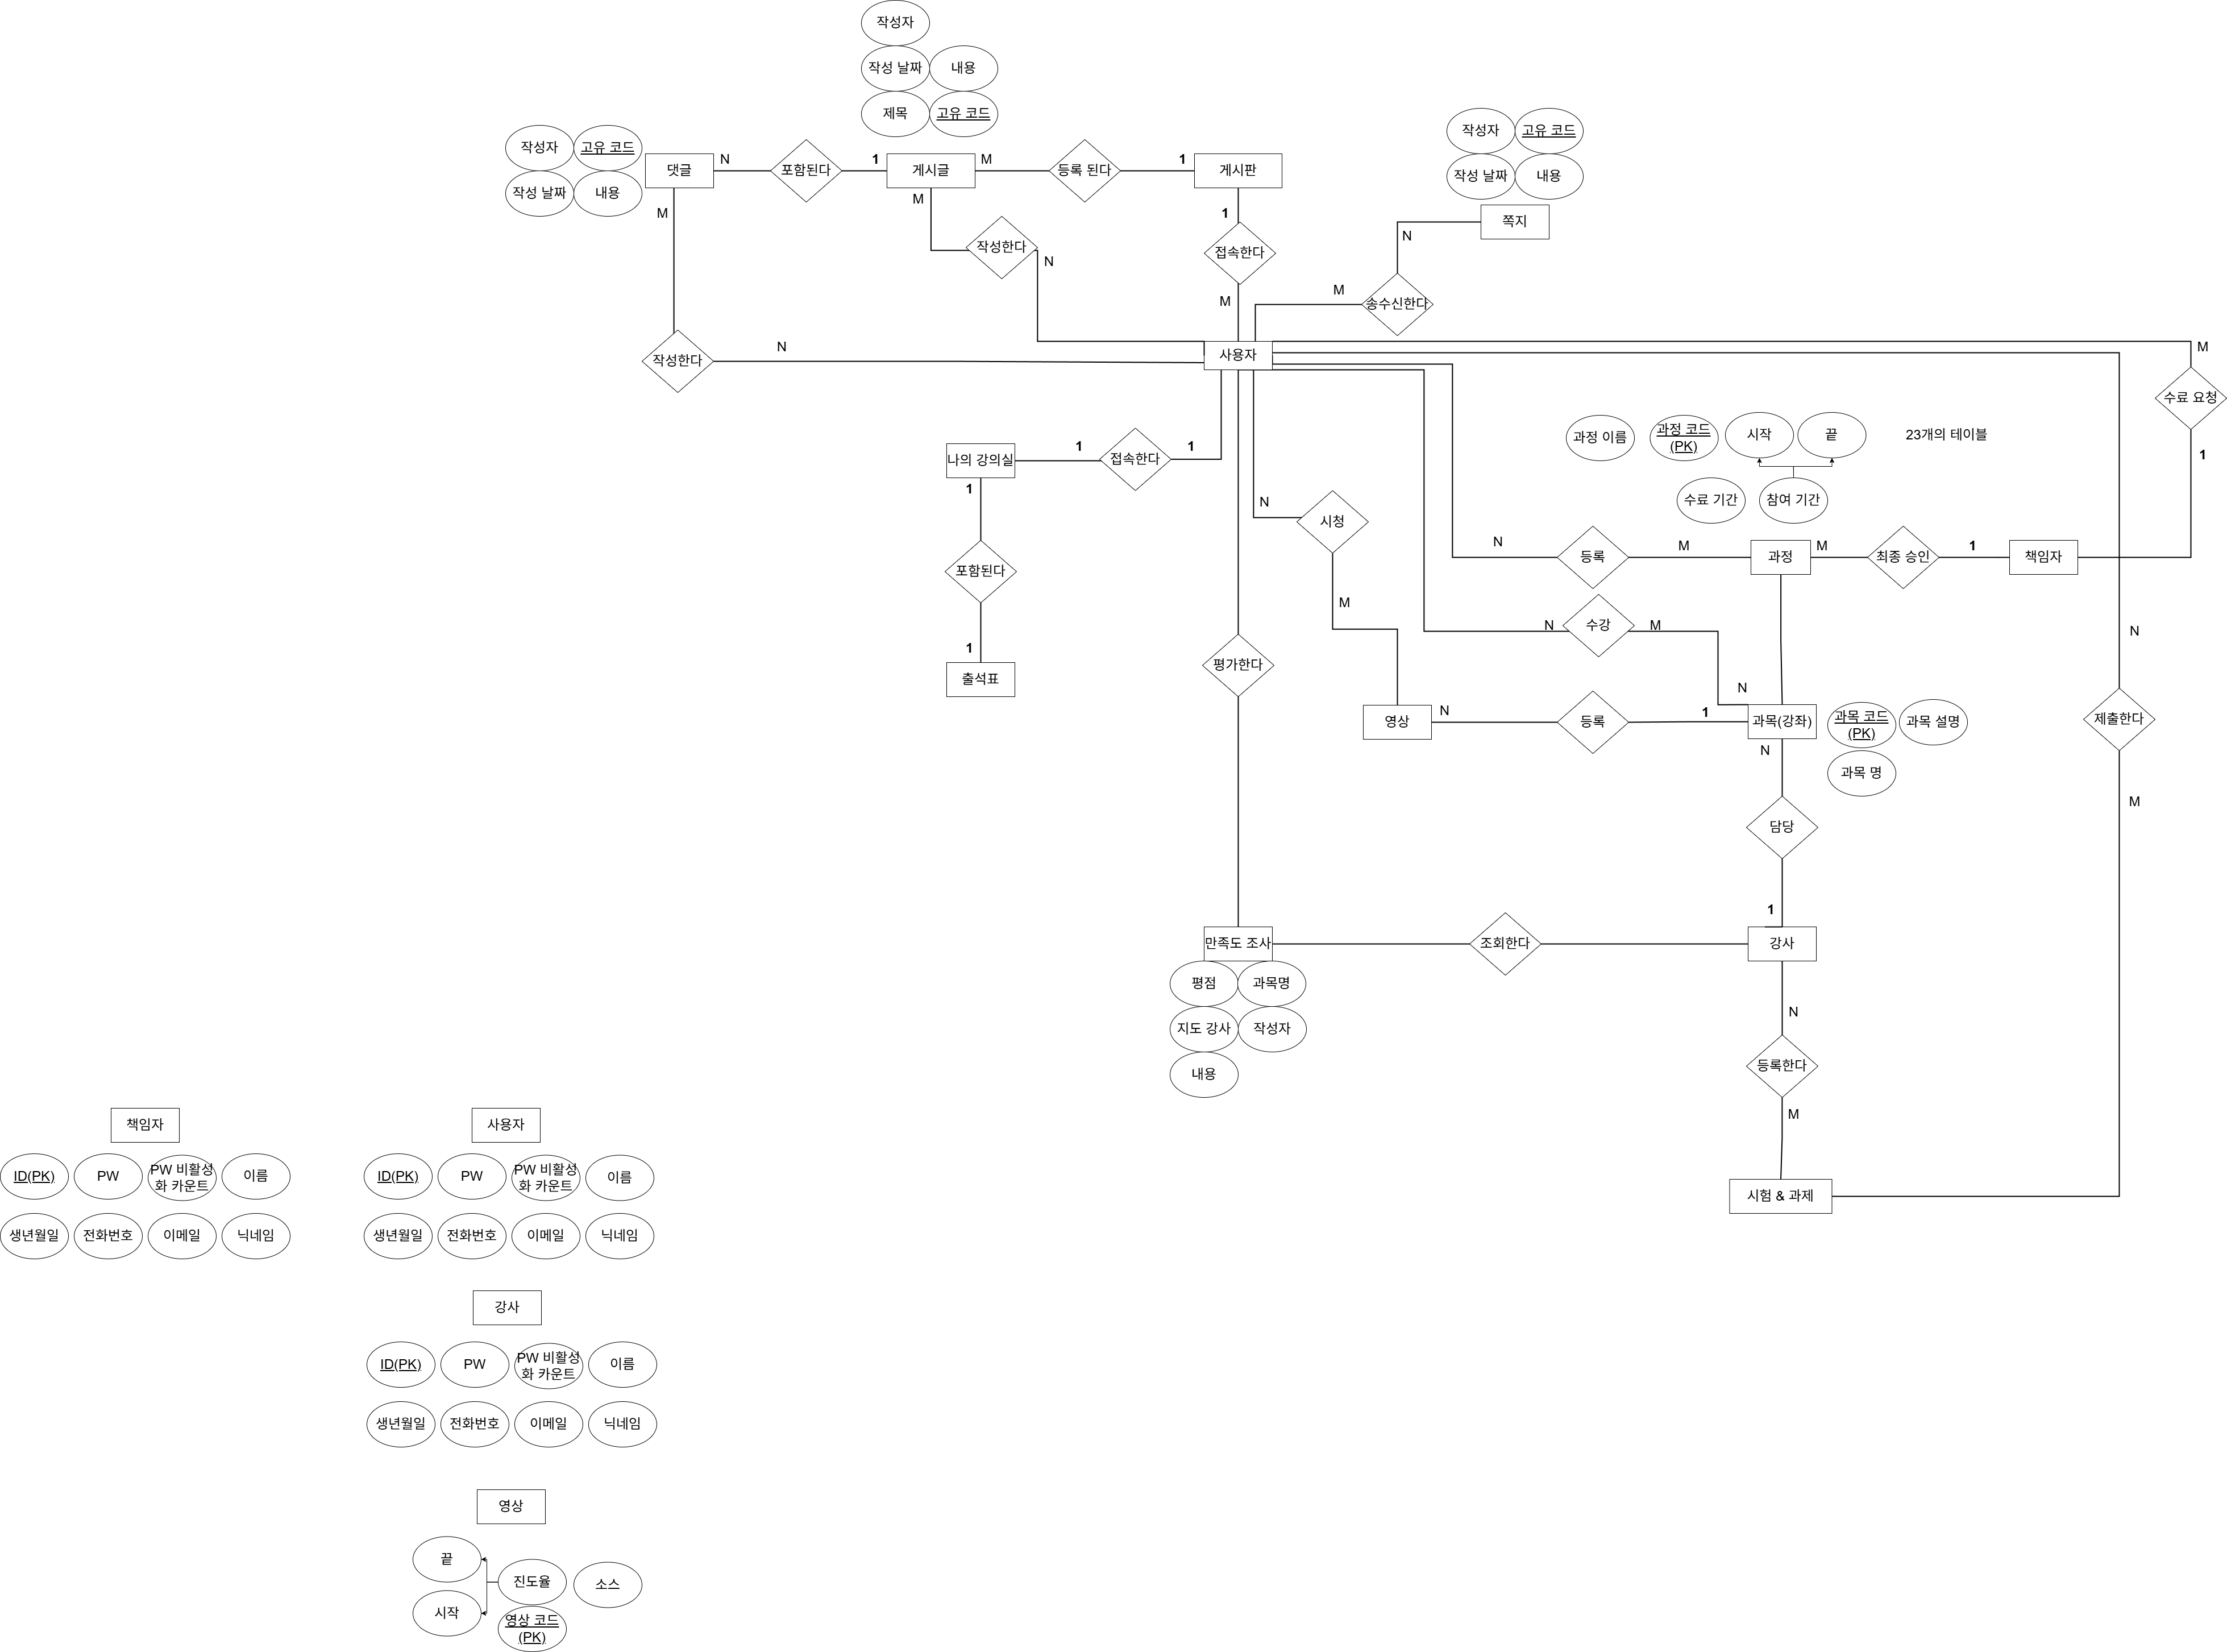 작성자
작성 날짜
내용
제목
고유 코드
작성자
고유 코드
작성 날짜
내용
댓글
N
포함된다
1
게시글
M
등록 된다
1
게시판
작성자
고유 코드
작성 날짜
내용
쪽지
M
M
작성한다
N
1
접속한다
M
N
M
송수신한다
작성한다
N
사용자
M
수료 요청
1
나의 강의실
1
접속한다
1
1
포함된다
1
출석표
N
시청
M
과정 이름
과정 코드
(PK)
시작
끝
23개의 테이블
수료 기간
참여 기간
N
등록
M
과정
M
최종 승인
1
책임자
N
수강
M
N
N
평가한다
영상
N
등록
1
과목(강좌)
과목 코드
(PK)
과목 설명
과목 명
제출한다
M
N
담당
1
만족도 조사
조회한다
강사
평점
과목명
지도 강사
작성자
내용
N
등록한다
M
시험 & 과제
책임자
ID(PK)
PW
PW 비활성
화 카운트
이름
생년월일
전화번호
이메일
닉네임
사용자
ID(PK)
PW
PW 비활성
화 카운트
이름
생년월일
전화번호
이메일
닉네임
강사
ID(PK)
PW
PW 비활성
화 카운트
이름
생년월일
전화번호
이메일
닉네임
영상
끝
진도율
소스
시작
영상 코드
(PK)